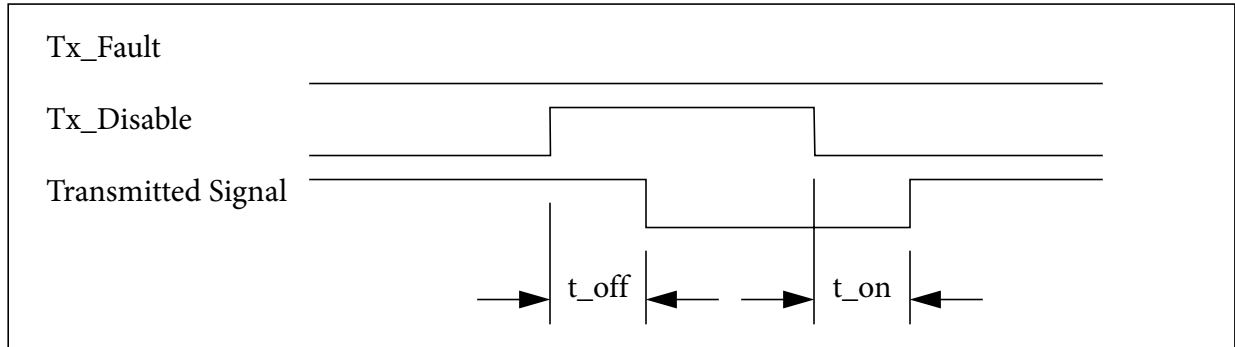 Tx_Fault
Tx_Disable
Transmitted Signal
t_off
t_on